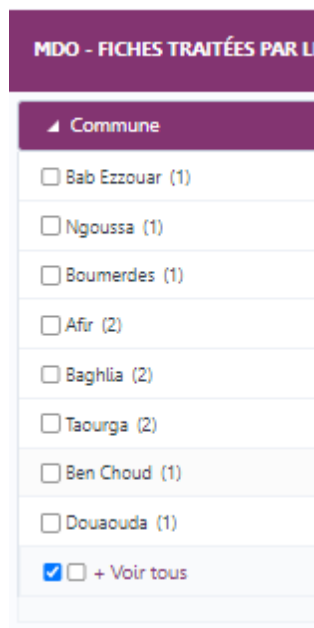 MDO - FICHES TRAITÉES PAR
Commune
Bab Ezzouar (1)
Ngoussa (1)
Boumerdes (1)
Afir (2)
Baghlia (2)
Taourga (2)
Ben Choud (1)
Douaouda (1)
+ Voir tous